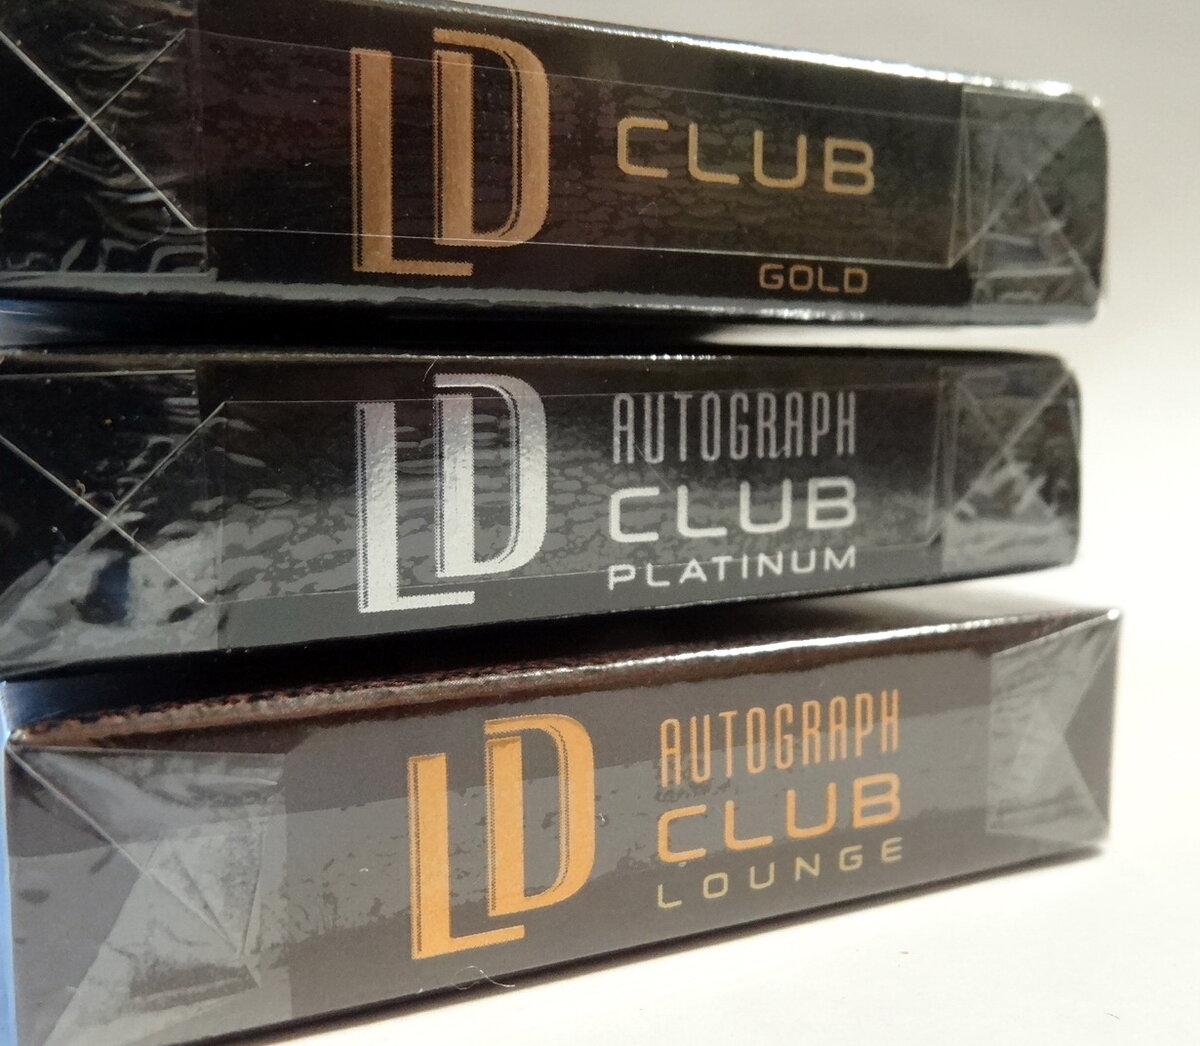 LD CLUB
GOLD
LD AUTOGRAPH
CLUB
PLATINUM
LD AUTOGRAPH
CLUB
LOUNGE